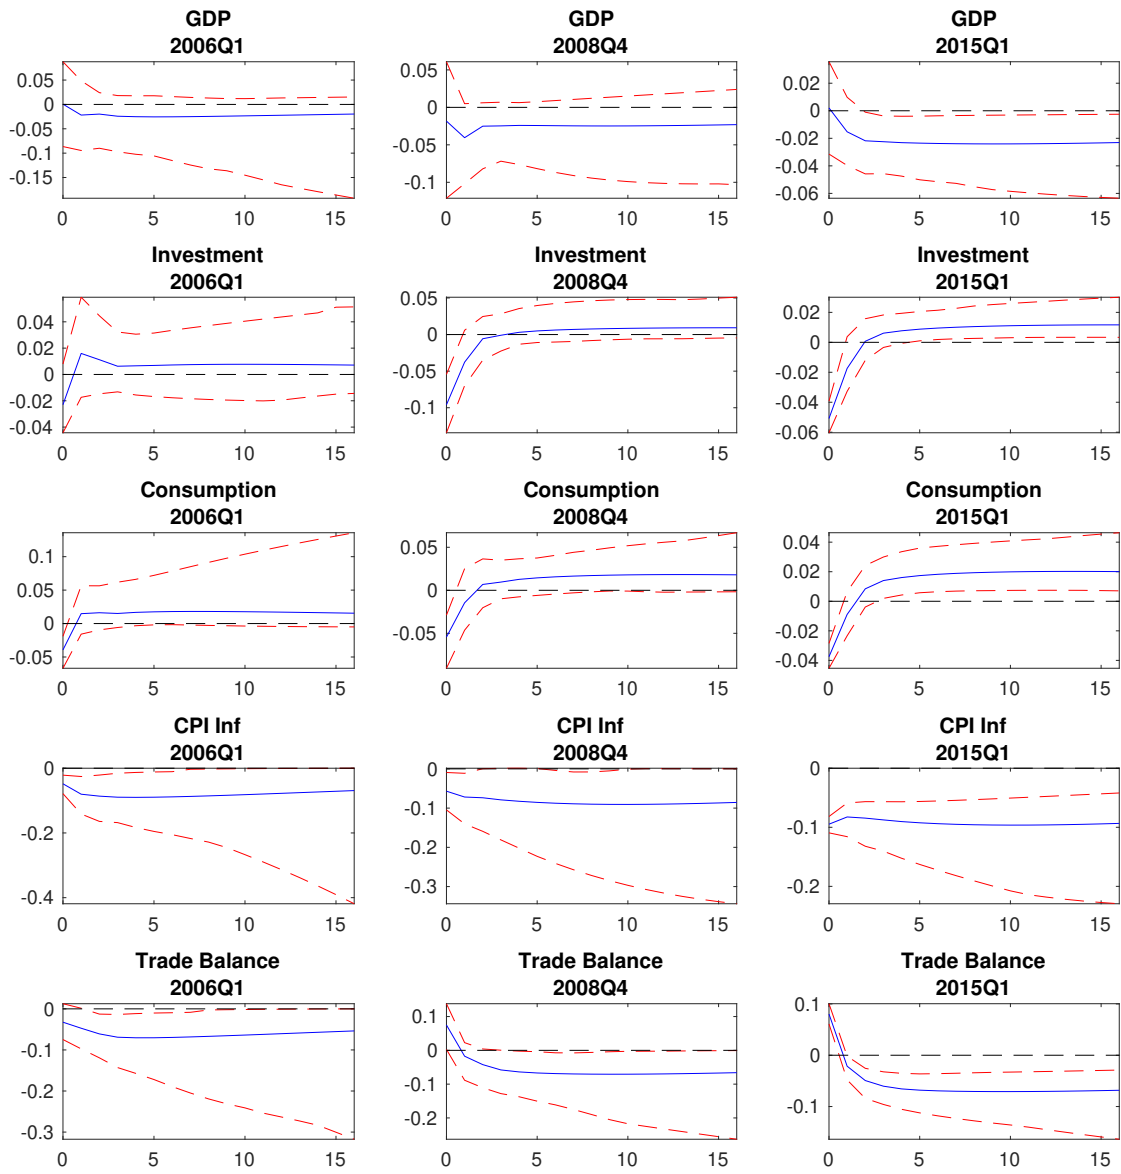 GDP
2006Q1
0.05
0
-0.05
-0.1
-0.15
0 5 10 15
GDP
2008Q4
0.05
0
-0.05
-0.1
0 5 10 15
GDP
2015Q1
0.02
0
-0.02
-0.04
-0.06
0 5 10 15
Investment
2006Q1
0.04
0.02
0
-0.02
-0.04
0 5 10 15
Investment
2008Q4
0.05
0
-0.05
-0.1
0 5 10 15
Investment
2015Q1
0.02
0
-0.02
-0.04
-0.06
0 5 10 15
Consumption
2006Q1
0.1
0.05
0
-0.05
0 5 10 15
Consumption
2008Q4
0.05
0
-0.05
0 5 10 15
Consumption
2015Q1
0.04
0.02
0
-0.02
-0.04
0 5 10 15
CPI Inf
2006Q1
0
-0.2
-0.4
0 5 10 15
CPI Inf
2008Q4
0
-0.1
-0.2
-0.3
0 5 10 15
CPI Inf
2015Q1
0
-0.1
-0.2
0 5 10 15
Trade Balance
2006Q1
0
-0.1
-0.2
-0.3
0 5 10 15
Trade Balance
2008Q4
0.1
0
-0.1
-0.2
0 5 10 15
Trade Balance
2015Q1
0.1
0
-0.1
0 5 10 15